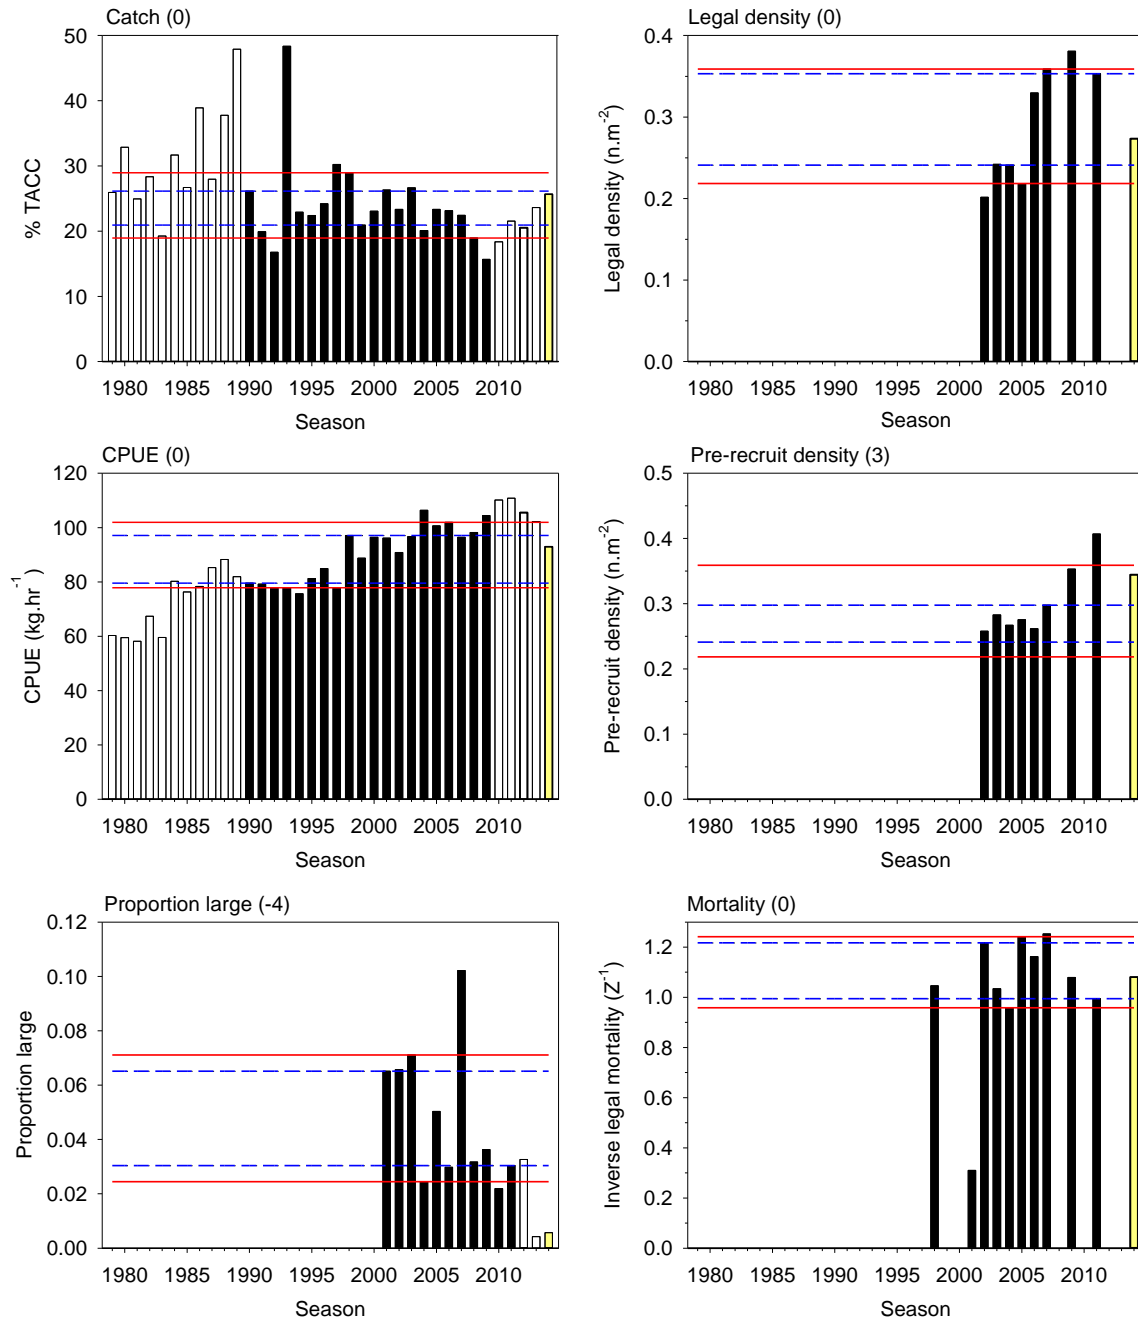 Catch (0)
% TACC
50
40
30
20
10
0
1980 1985 1990 1995 2000 2005 2010
Season
Legal density (0)
Legal density (n.m-2)
0.4
0.3
0.2
0.1
0.0
1980 1985 1990 1995 2000 2005 2010
Season
CPUE (0)
CPUE (kg.hr-1)
120
100
80
60
40
20
0
1980 1985 1990 1995 2000 2005 2010
Season
Pre-recruit density (3)
Pre-recruit density (n.m-2)
0.5
0.4
0.3
0.2
0.1
0.0
1980 1985 1990 1995 2000 2005 2010
Season
Proportion large (-4)
Proportion large
0.12
0.10
0.08
0.06
0.04
0.02
0.00
1980 1985 1990 1995 2000 2005 2010
Season
Mortality (0)
Inverse legal mortality (Z-1)
1.2
1.0
0.8
0.6
0.4
0.2
0.0
1980 1985 1990 1995 2000 2005 2010
Season